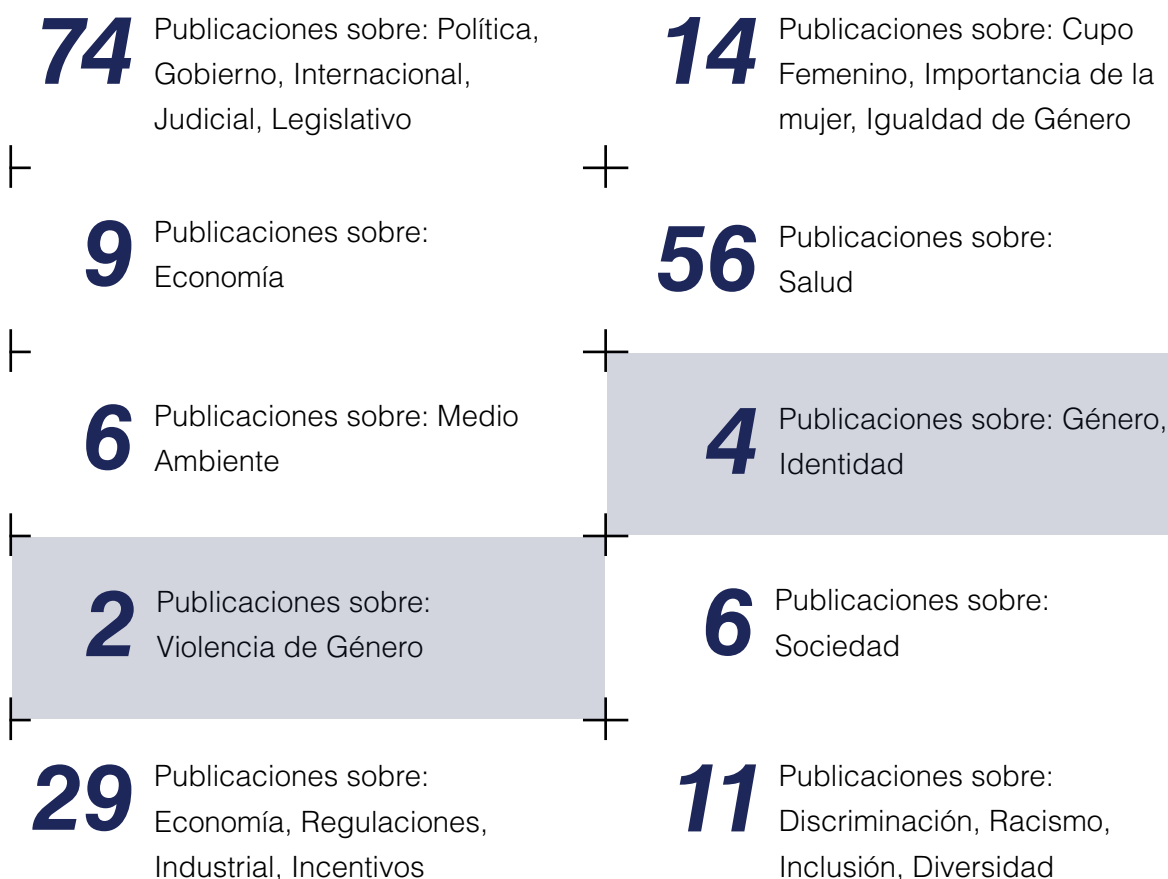 74 Publicaciones sobre: Política,
Gobierno, Internacional,
Judicial, Legislativo
14 Publicaciones sobre: Cupo
Femenino, Importancia de la
mujer, Igualdad de Género
9 Publicaciones sobre:
Economía
56 Publicaciones sobre:
Salud
6 Publicaciones sobre: Medio
Ambiente
4 Publicaciones sobre: Género,
Identidad
2 Publicaciones sobre:
Violencia de Género
6 Publicaciones sobre:
Sociedad
29 Publicaciones sobre:
Economía, Regulaciones,
Industrial, Incentivos
11 Publicaciones sobre:
Discriminación, Racismo,
Inclusión, Diversidad